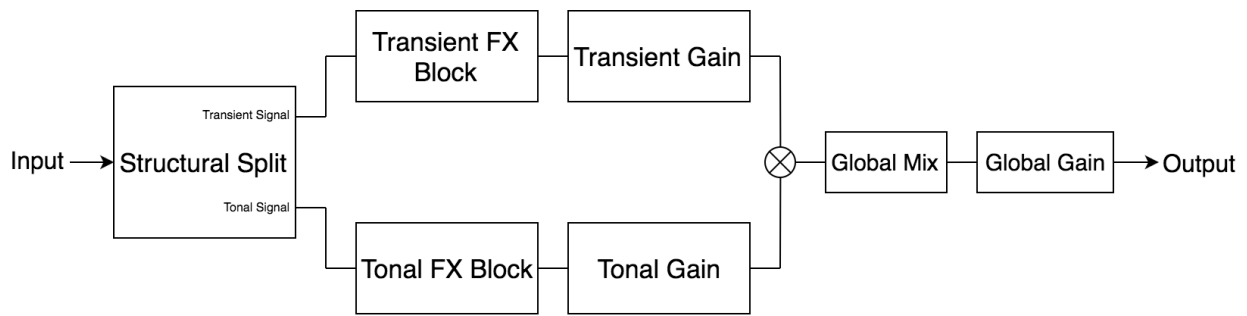 Transient FX
Block
Transient Gain
Transient Signal
Input
Structural Split
Global Mix
Global Gain
Output
Tonal Signal
Tonal FX Block
Tonal Gain